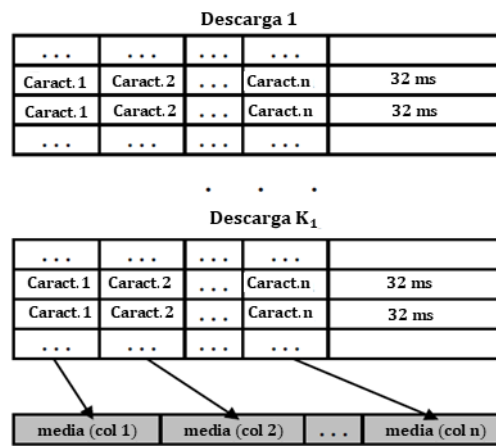 Descarga 1
. . . . . . . . . . . .
Caract. 1 Caract. 2 . . . Caract. n 32 ms
Caract. 1 Caract. 2 . . . Caract. n 32 ms
. . . . . . . . . . . .
. . .
Descarga K₁
. . . . . . . . . . . .
Caract. 1 Caract. 2 . . . Caract. n 32 ms
Caract. 1 Caract. 2 . . . Caract. n 32 ms
. . . . . . . . . . . .
media (col 1) media (col 2) . . . media (col n)